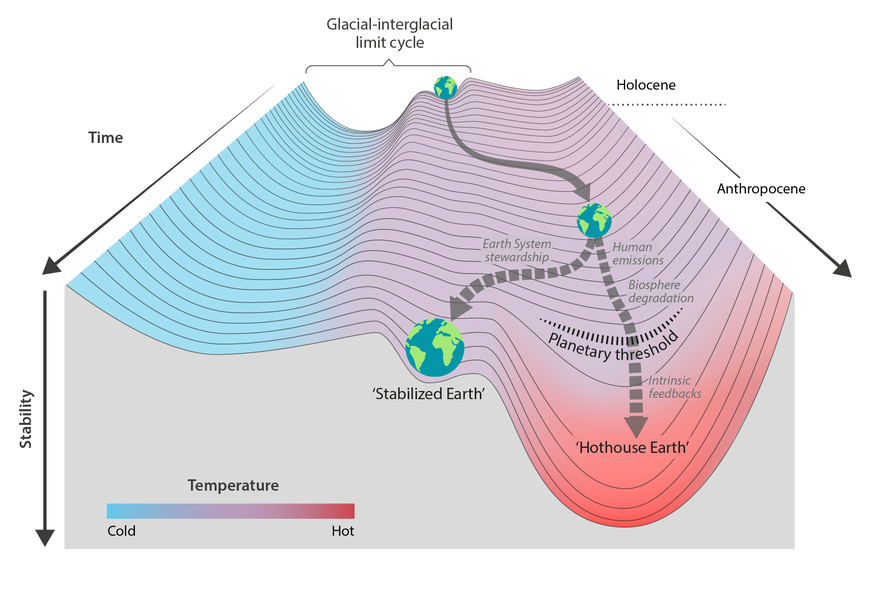 Glacial-interglacial
limit cycle
Holocene
Time
Anthropocene
Earth System
stewardship
Human
emissions
Biosphere
degradation
Planetary threshold
'Stabilized Earth'
Intrinsic
feedbacks
'Hothouse Earth'
Stability
Temperature
Cold
Hot